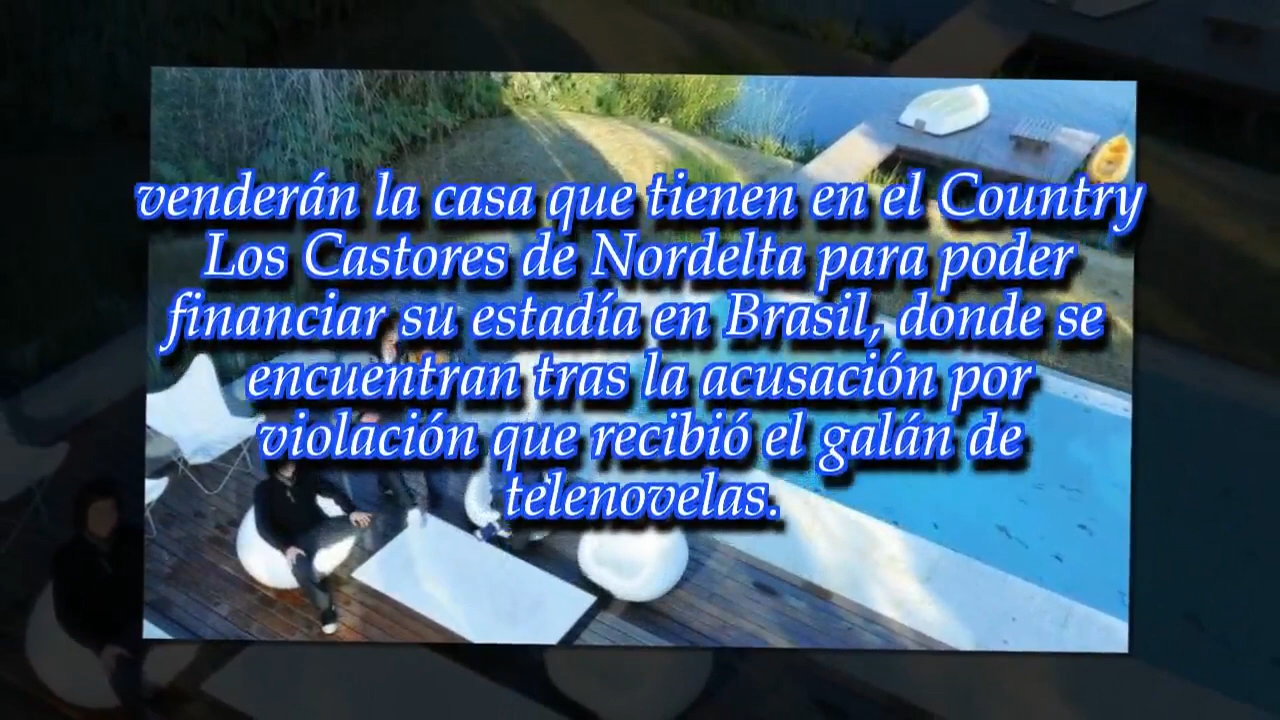 venderán la casa que tienen en el Country
Los Castores de Nordelta para poder
financiar su estadía en Brasil, donde se
encuentran tras la acusación por
violación que recibió el galán de
telenovelas.